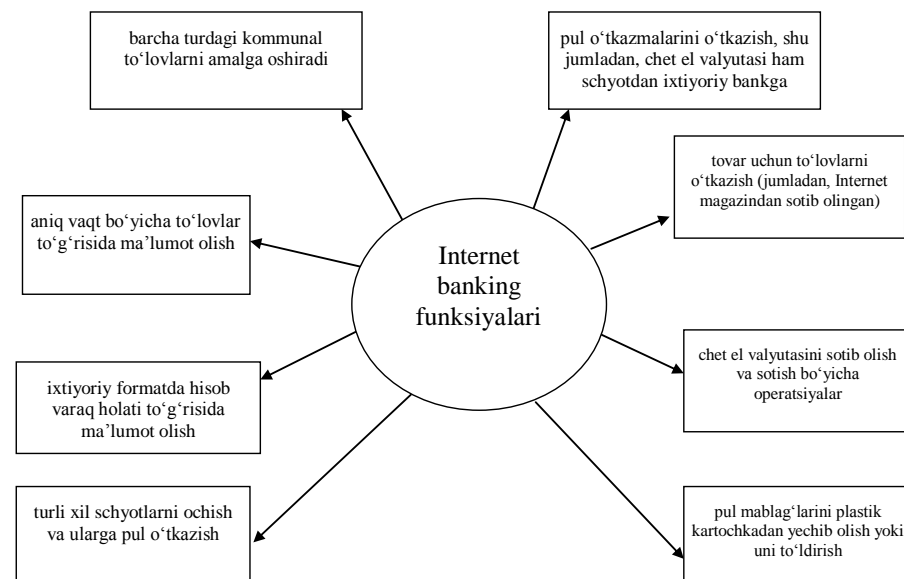 barcha turdagi kommunal
to‘lovlarni amalga oshiradi
pul o‘tkazmalarini o‘tkazish, shu
jumladan, chet el valyutasi ham
schyotdan ixtiyoriy bankga
tovar uchun to‘lovlarni
o‘tkazish (jumladan, Internet
magazindan sotib olingan)
aniq vaqt bo‘yicha to‘lovlar
to‘g‘risida ma’lumot olish
Internet
banking
funksiyalari
chet el valyutasini sotib olish
va sotish bo‘yicha
operatsiyalar
ixtiyoriy formatda hisob
varaq holati to‘g‘risida
ma’lumot olish
turli xil schyotlarni ochish
va ularga pul o‘tkazish
pul mablag‘larini plastik
kartochkadan yechib olish yoki
uni to‘ldirish